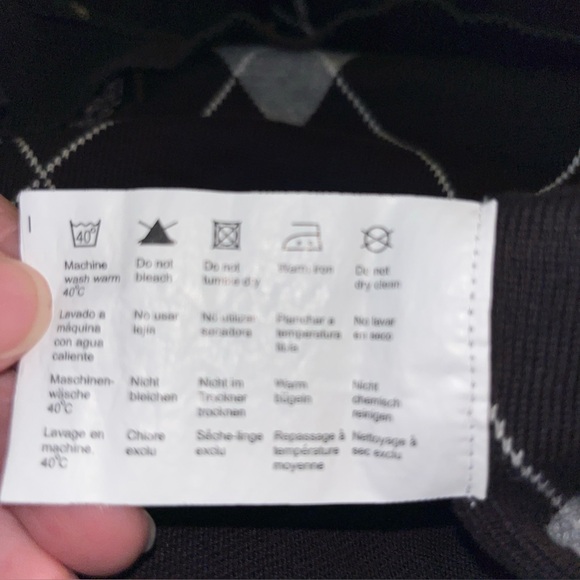 40°
Machine
wash warm
40°C
Do not
bleach
Do not
tumble dry
Warm iron
Do not
dry clean
Lavado a
máquina
con agua
caliente
No usar
lejia
No utilizar
secadora
Planchar a
temperatura
No lavar
en seco
Maschinen-
wäsche
40°C
Nicht
bleichen
Nicht im
Trockner
trocknen
Warm
bügeln
Nicht
chemisch
reinigen
Lavage en
machine
40°C
Chlore
exclu
Sèche-linge
exclu
Repassage à
température
moyenne
Nettoyage à
sec exclu